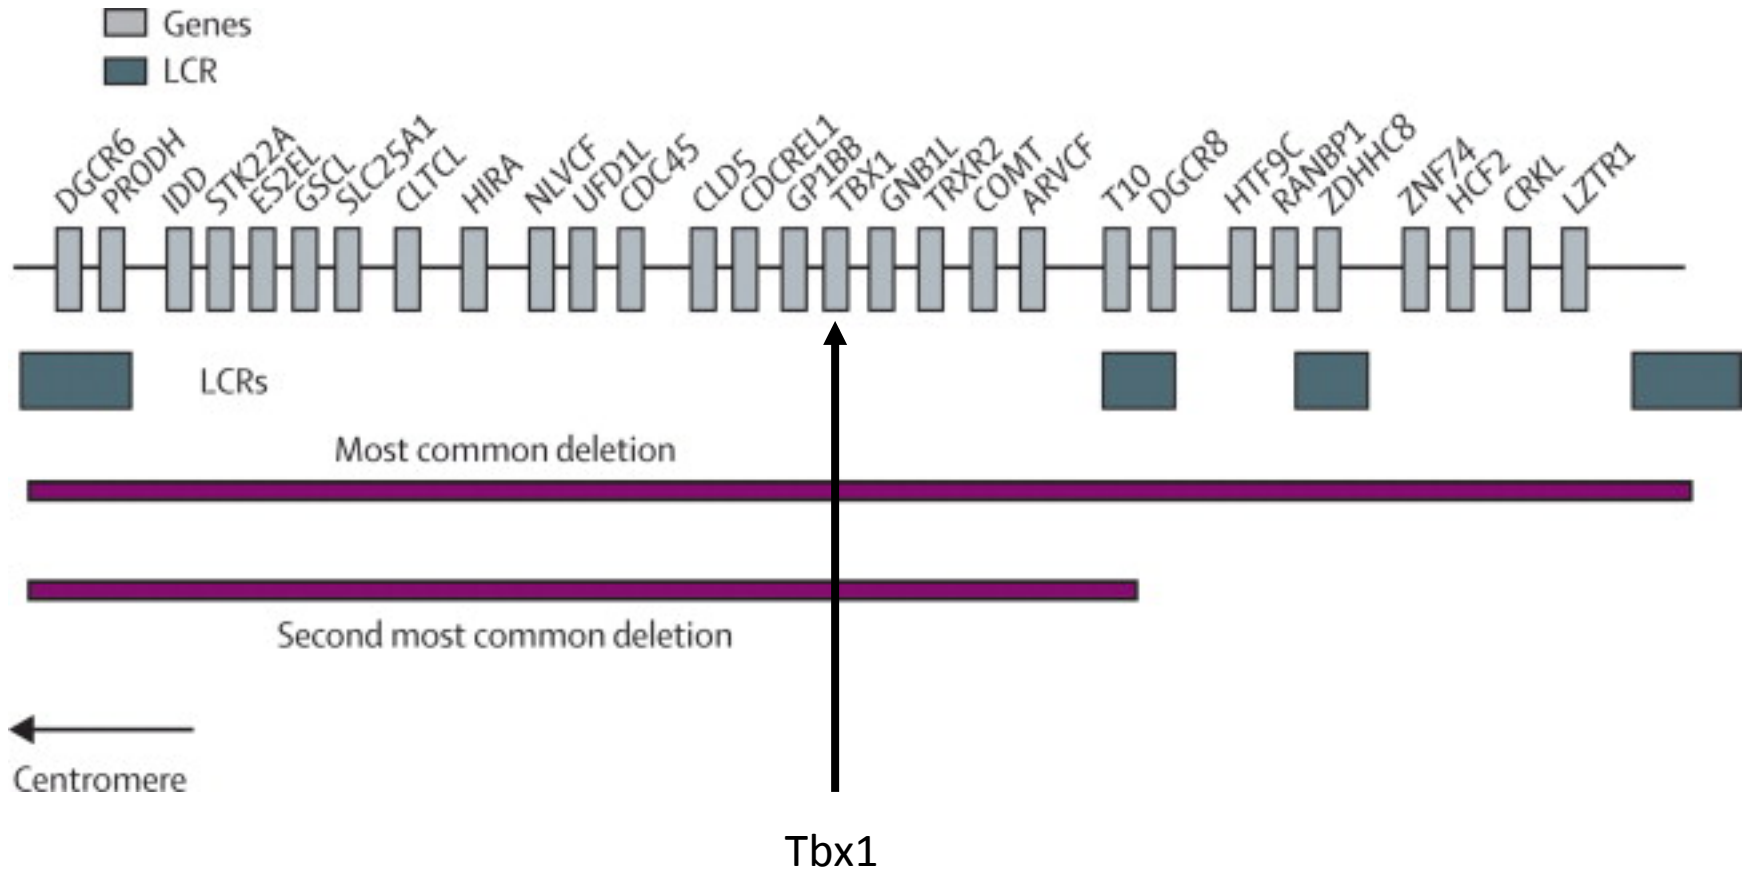 Genes
LCR
DGCR6
PRODH
IDD
STK22A
ES2EL
GSCL
SLC25A1
CLTCL
HIRA
NLVCF
UFD1L
CDC45
CLD5
CDCREL1
GP1BB
TBX1
GNB1L
TRXR2
COMT
ARVCF
T10
DGCR8
HTF9C
RANBP1
ZDHHC8
ZNF74
HCF2
CRKL
LZTR1
LCRs
Most common deletion
Second most common deletion
Centromere
Tbx1